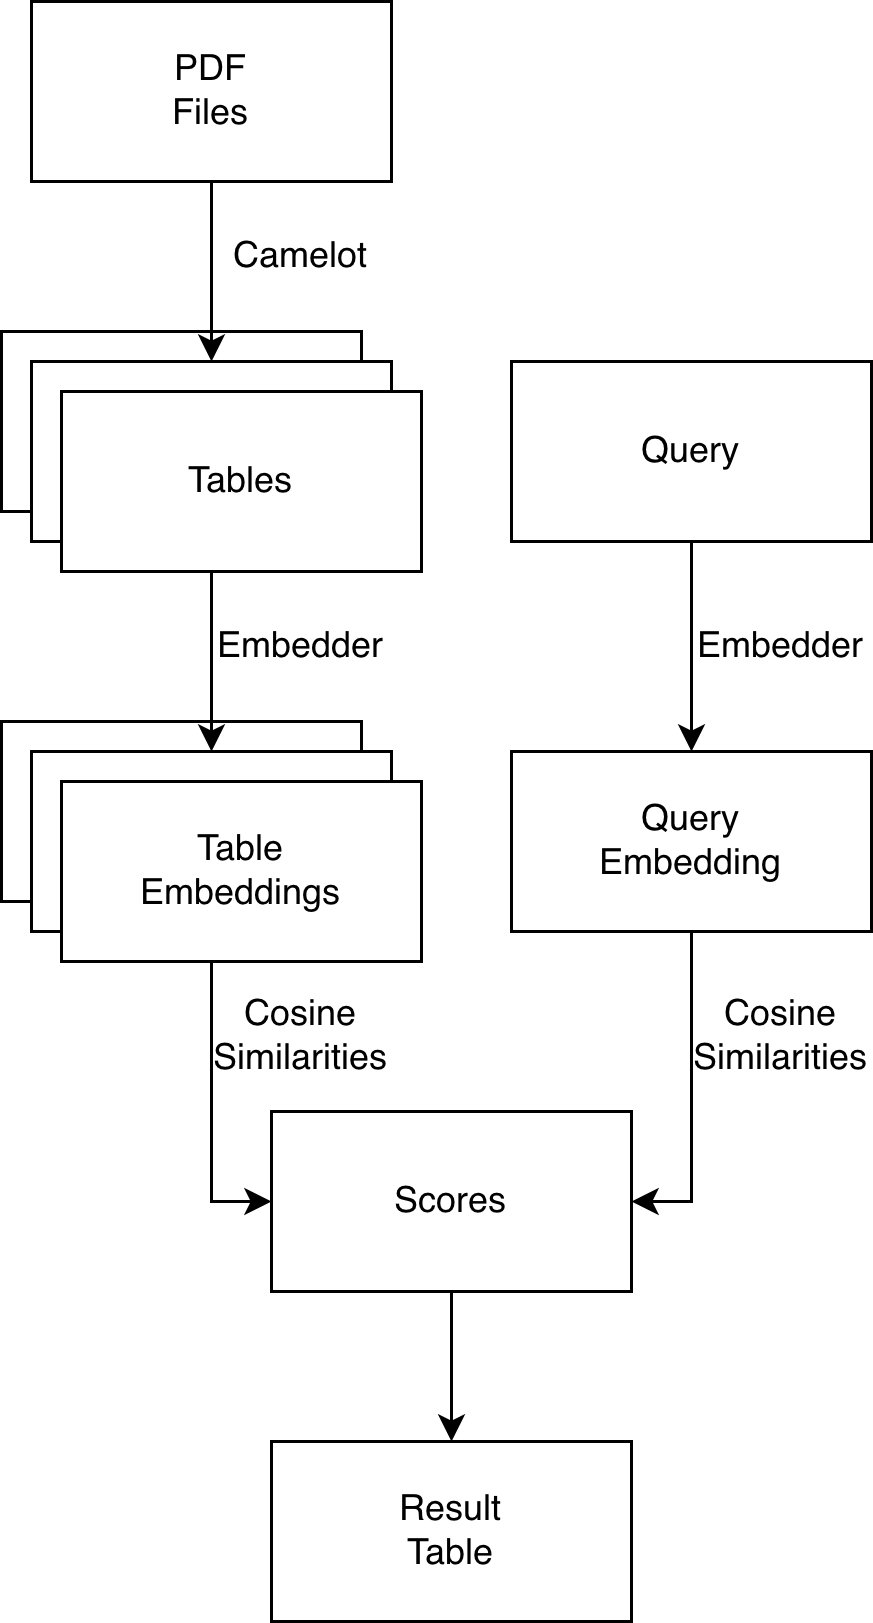 PDF
Files
Camelot
Tables
Query
Embedder
Embedder
Table
Embeddings
Query
Embedding
Cosine
Similarities
Cosine
Similarities
Scores
Result
Table